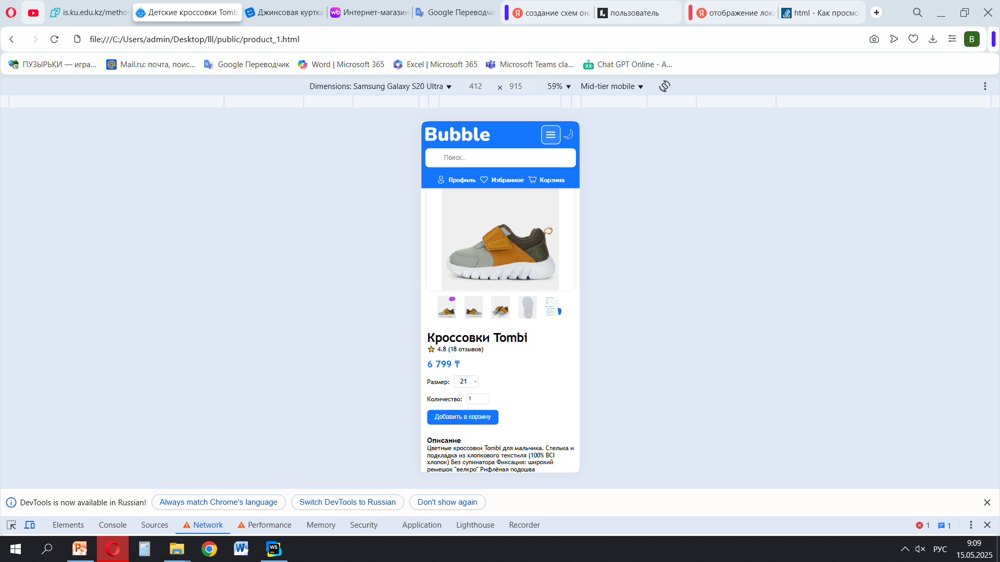 is.ku.edu.kz/metho
Детские кроссовки Tomb
Джинсовая куртка
Интернет-магазин
Google Переводчи
создание схем онл
пользователь
отображение лока
html - Как просмо
file:///C:/Users/admin/Desktop/lll/public/product_1.html
B
ПУЗЫРЬКИ — игра...
Mail.ru: почта, поис...
Google Переводчик
Word | Microsoft 365
Excel | Microsoft 365
Microsoft Teams cla...
Chat GPT Online - A...
Dimensions: Samsung Galaxy S20 Ultra
412 × 915
59%
Mid-tier mobile
Bubble
Поиск...
Профиль
Избранное
Корзина
Кроссовки Tombi
4.8 (18 отзывов)
6 799 ₸
Размер: 21
Количество: 1
Добавить в корзину
Описание
Цветные кроссовки Tombi для мальчика. Стелька и
подкладка из хлопкового текстиля (100% BCI
хлопок) Без супинатора Фиксация: широкий
ремешок "велкро" Рифлёная подошва
DevTools is now available in Russian!
Always match Chrome's language
Switch DevTools to Russian
Don't show again
Elements
Console
Sources
Network
Performance
Memory
Security
Application
Lighthouse
Recorder
1
1
РУС
9:09
15.05.2025